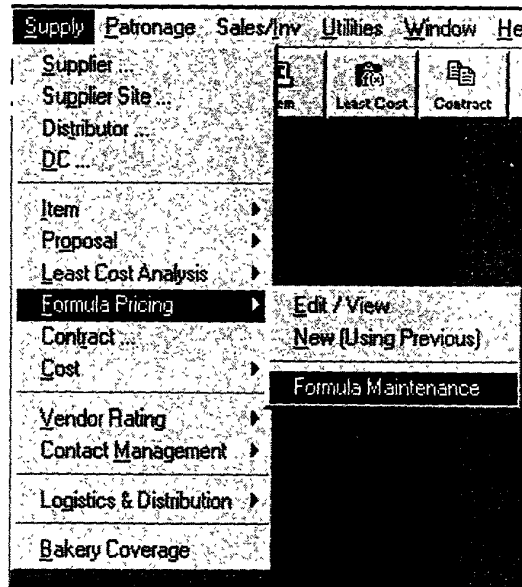 Supply Patronage Sales/Inv Utilities Window He
Supplier ...
Supplier Site ...
Distributor ...
DC ...
em
Least Cost
Contract
Item
Proposal
Least Cost Analysis
Formula Pricing
Edit / View
New (Using Previous)
Formula Maintenance
Contract ...
Cost
Vendor Rating
Contact Management
Logistics & Distribution
Bakery Coverage